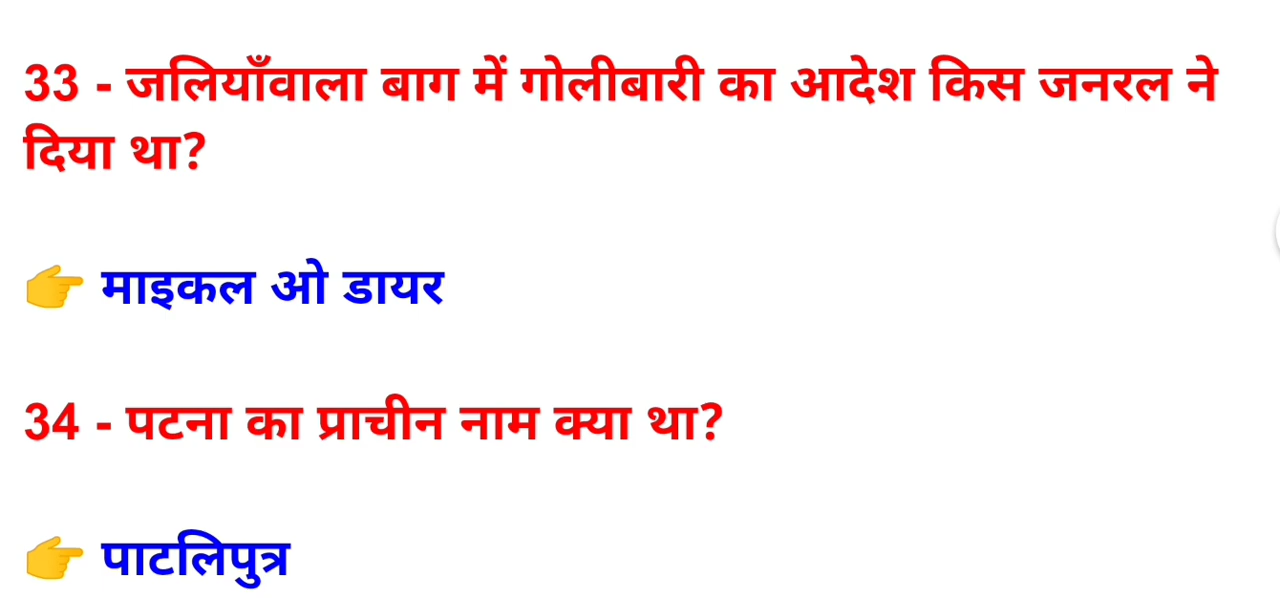 33 - जलियाँवाला बाग में गोलीबारी का आदेश किस जनरल ने
दिया था?
👉 माइकल ओ डायर
34 - पटना का प्राचीन नाम क्या था?
👉 पाटलिपुत्र